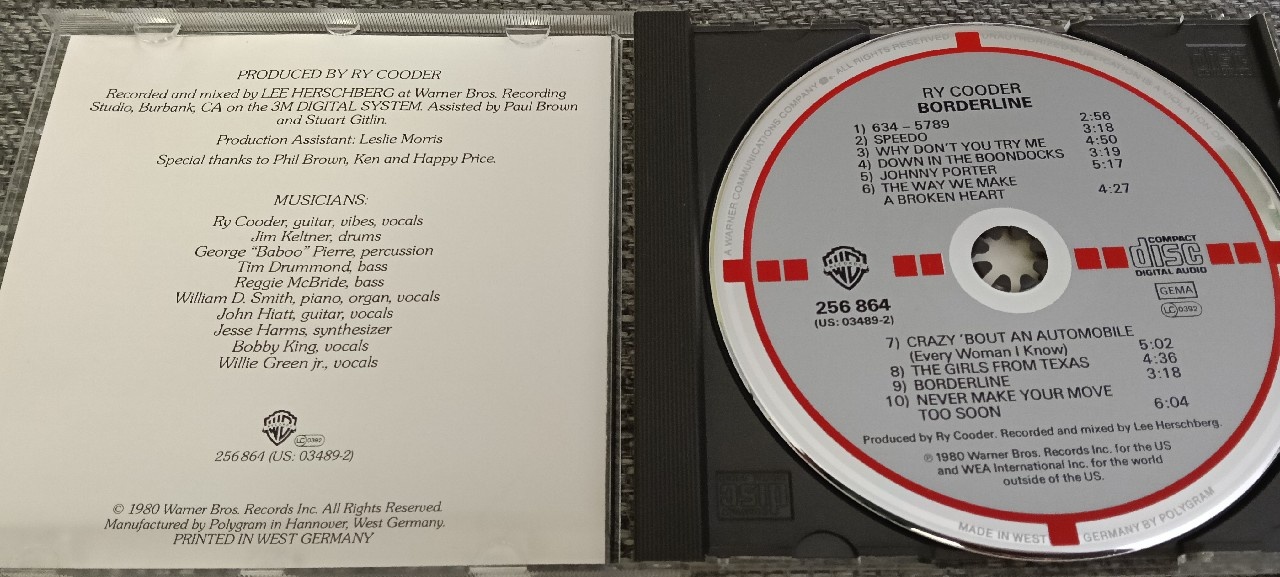 PRODUCED BY RY COODER
Recorded and mixed by LEE HERSCHBERG at Warner Bros. Recording
Studio, Burbank, CA on the 3M DIGITAL SYSTEM. Assisted by Paul Brown
and Stuart Gitlin.
Production Assistant: Leslie Morris
Special thanks to Phil Brown, Ken and Happy Price.
MUSICIANS:
Ry Cooder, guitar, vibes, vocals
Jim Keltner, drums
George "Baboo" Pierre, percussion
Tim Drummond, bass
Reggie McBride, bass
William D. Smith, piano, organ, vocals
John Hiatt, guitar, vocals
Jesse Harms, synthesizer
Bobby King, vocals
Willie Green jr., vocals
LC 0392
256 864 (US: 03489-2)
© 1980 Warner Bros. Records Inc. All Rights Reserved.
Manufactured by Polygram in Hannover, West Germany.
PRINTED IN WEST GERMANY
A WARNER COMMUNICATIONS COMPANY ALL RIGHTS RESERVED UNAUTHORISED DUPLICATION IS A VIOLATION OF
RY COODER
BORDERLINE
1) 634 – 5789 2:56
2) SPEEDO 3:18
3) WHY DON'T YOU TRY ME 4:50
4) DOWN IN THE BOONDOCKS 3:19
5) JOHNNY PORTER 5:17
6) THE WAY WE MAKE
A BROKEN HEART 4:27
COMPACT
disc
DIGITAL AUDIO
256 864
(US: 03489-2)
GEMA
LC 0392
7) CRAZY 'BOUT AN AUTOMOBILE
(Every Woman I Know) 5:02
8) THE GIRLS FROM TEXAS 4:36
9) BORDERLINE 3:18
10) NEVER MAKE YOUR MOVE
TOO SOON 6:04
Produced by Ry Cooder. Recorded and mixed by Lee Herschberg.
℗ 1980 Warner Bros. Records Inc. for the US
and WEA International Inc. for the world
outside of the US.
MADE IN WEST GERMANY BY POLYGRAM